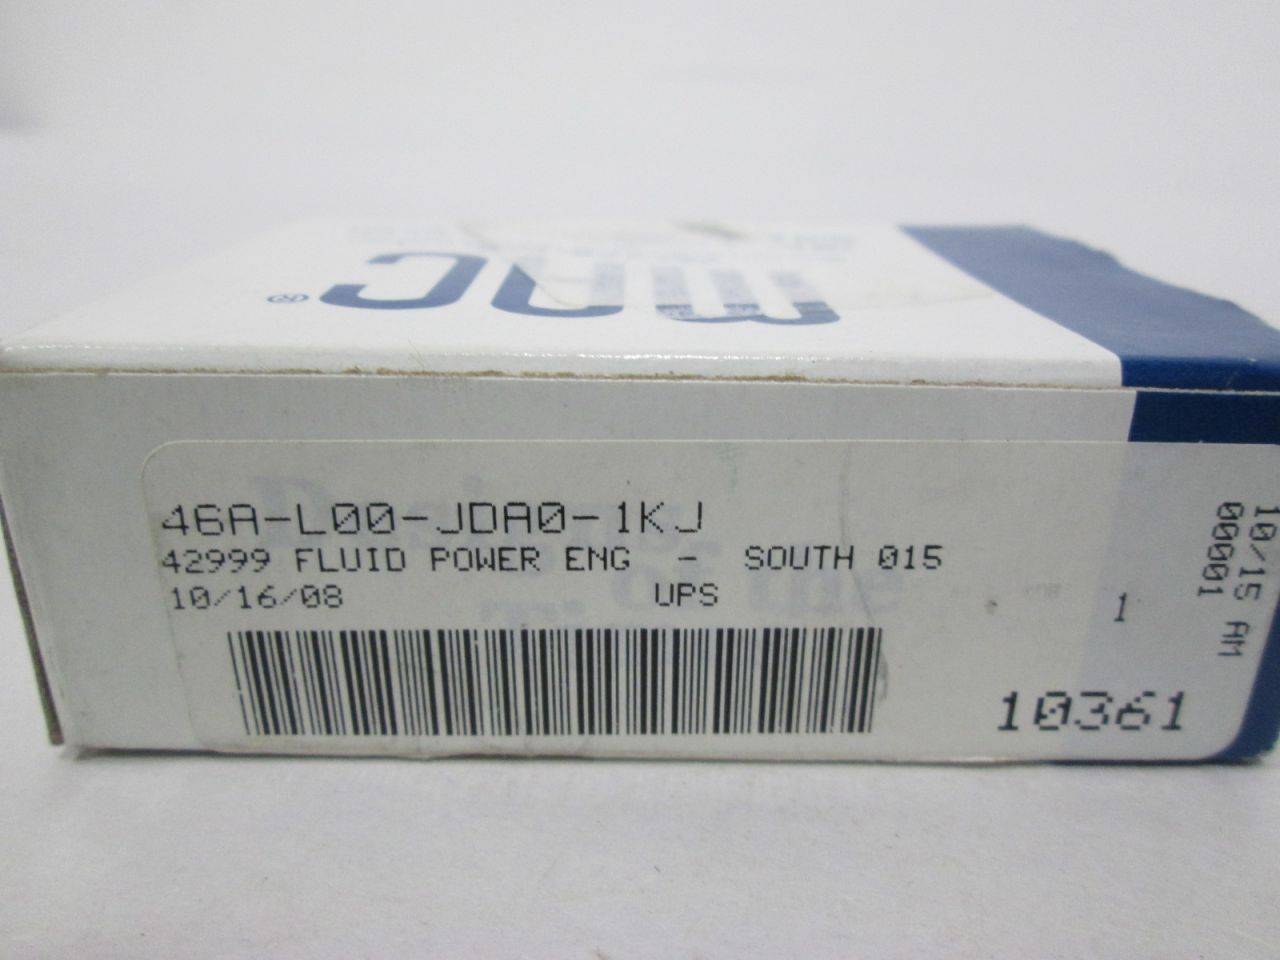 MAC®
46A-L00-JDA0-1KJ
42999 FLUID POWER ENG - SOUTH 015
10/16/08 UPS
1
10361
10/15 AM
00001